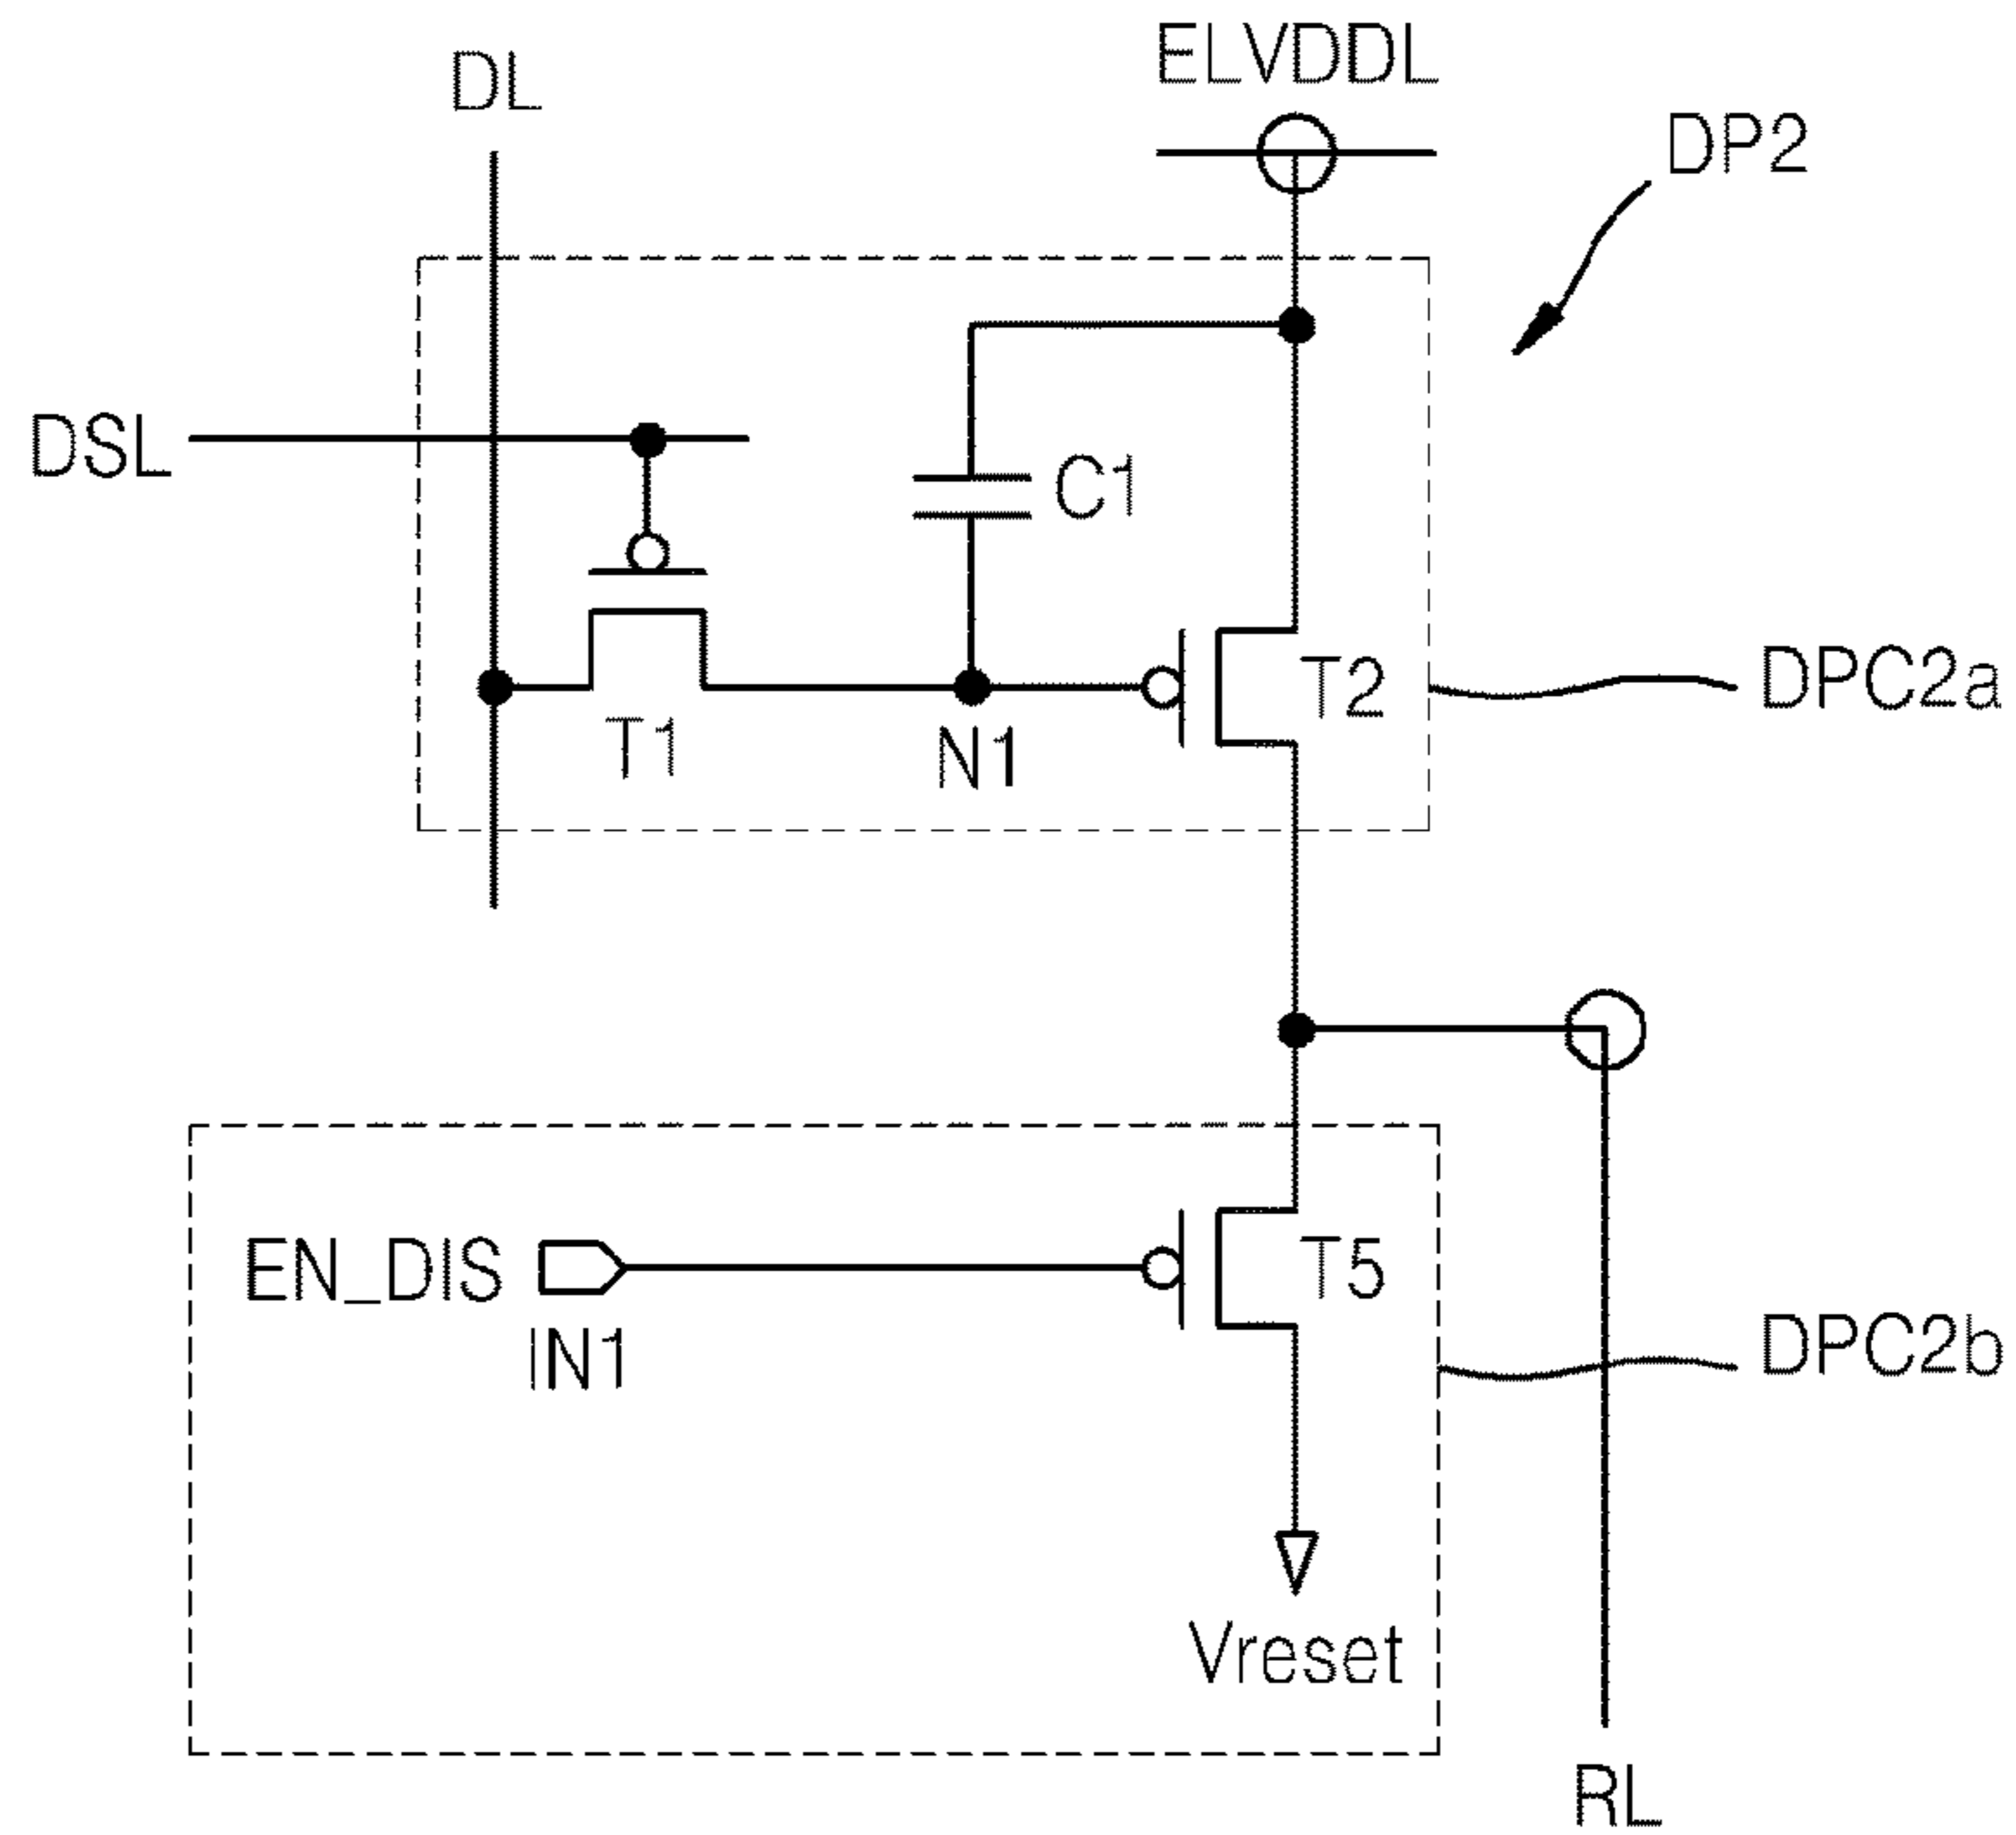 ELVDDL
DL
DP2
DSL
C1
T2
DPC2a
T1
N1
EN_DIS
T5
IN1
DPC2b
Vreset
RL